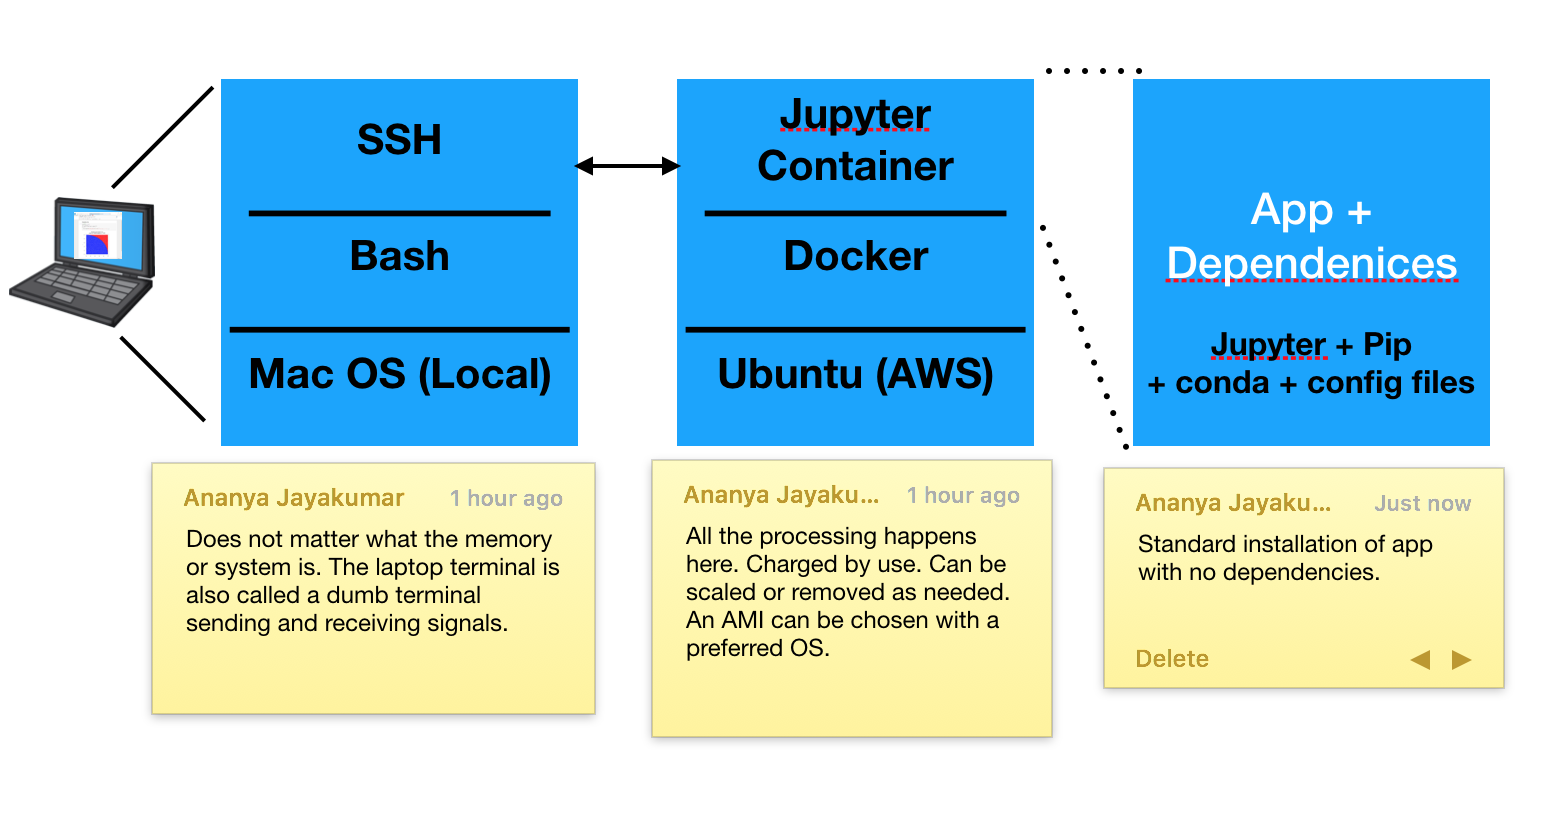 SSH
Bash
Mac OS (Local)
Jupyter
Container
Docker
Ubuntu (AWS)
App +
Dependenices
Jupyter + Pip
+ conda + config files
Ananya Jayakumar 1 hour ago
Does not matter what the memory
or system is. The laptop terminal is
also called a dumb terminal
sending and receiving signals.
Ananya Jayaku... 1 hour ago
All the processing happens
here. Charged by use. Can be
scaled or removed as needed.
An AMI can be chosen with a
preferred OS.
Ananya Jayaku... Just now
Standard installation of app
with no dependencies.
Delete